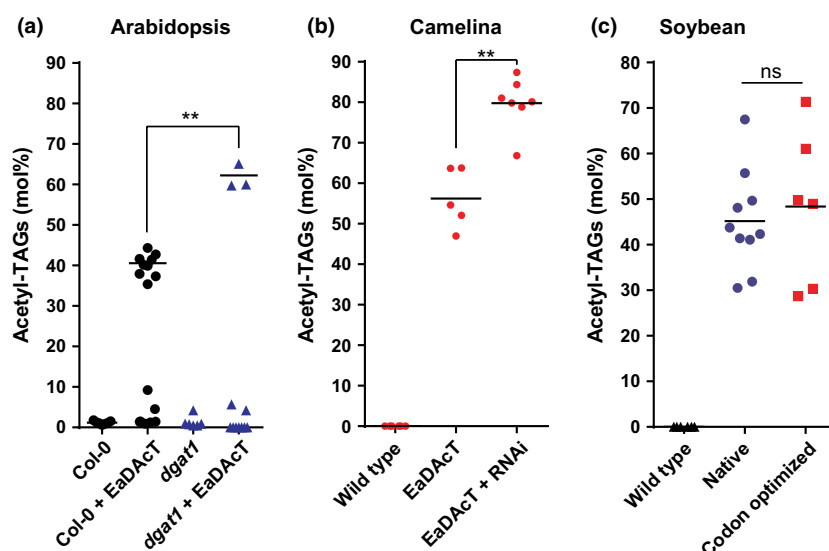 (a) Arabidopsis
**
Acetyl-TAGs (mol%)
90
80
70
60
50
40
30
20
10
0
Col-0
Col-0 + EaDAcT
dgat1
dgat1 + EaDAcT
(b) Camelina
**
Acetyl-TAGs (mol%)
90
80
70
60
50
40
30
20
10
0
Wild type
EaDAcT
EaDAcT + RNAi
(c) Soybean
ns
Acetyl-TAGs (mol%)
80
70
60
50
40
30
20
10
0
Wild type
Native
Codon optimized